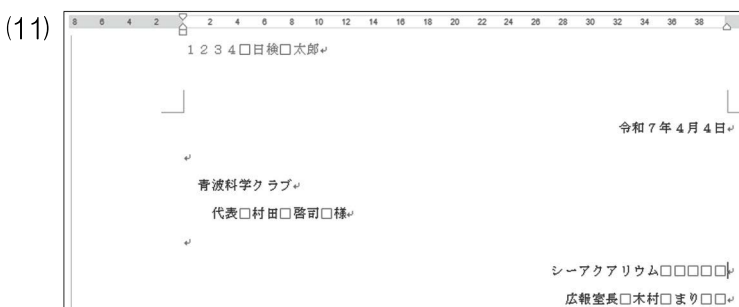 (11)
8 6 4 2 2 4 6 8 10 12 14 16 18 20 22 24 26 28 30 32 34 36 38
1234□日検□太郎↵
令和7年4月4日↵
↵
青波科学クラブ↵
代表□村田□啓司□様↵
↵
シーアクアリウム□□□□□↵
広報室長□木村□まり□□↵